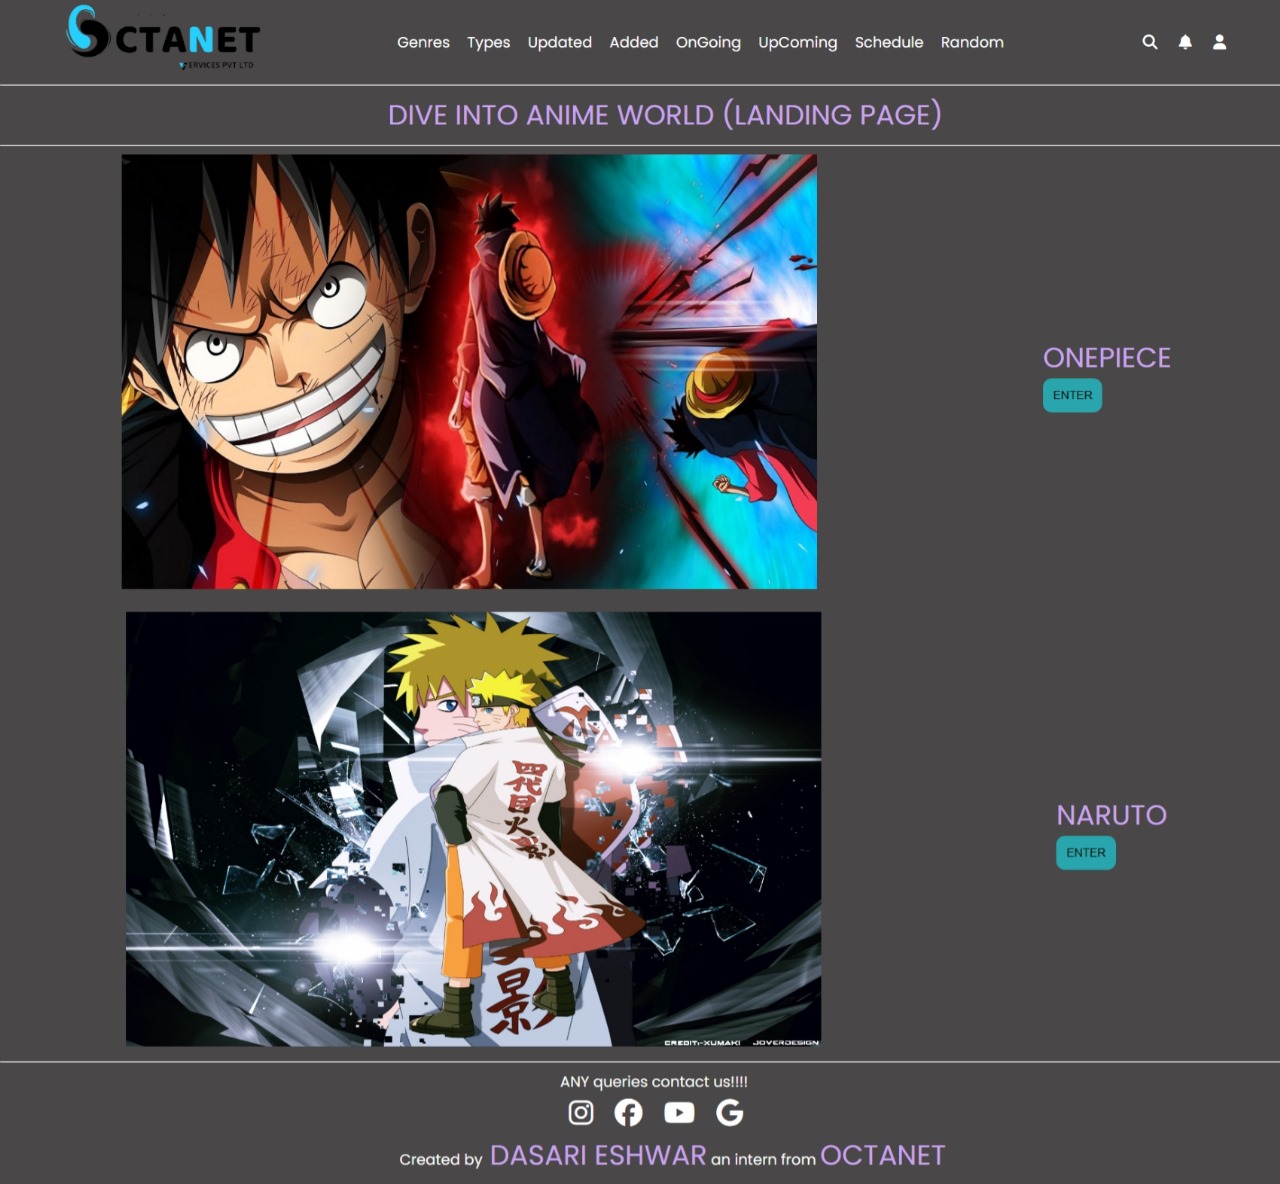 OCTANET
SERVICES PVT LTD
Genres Types Updated Added OnGoing UpComing Schedule Random
DIVE INTO ANIME WORLD (LANDING PAGE)
ONEPIECE
ENTER
四代目火影
影
CREDIT:-XUMAKI JOVERDESIGN
NARUTO
ENTER
ANY queries contact us!!!!
Created by DASARI ESHWAR an intern from OCTANET